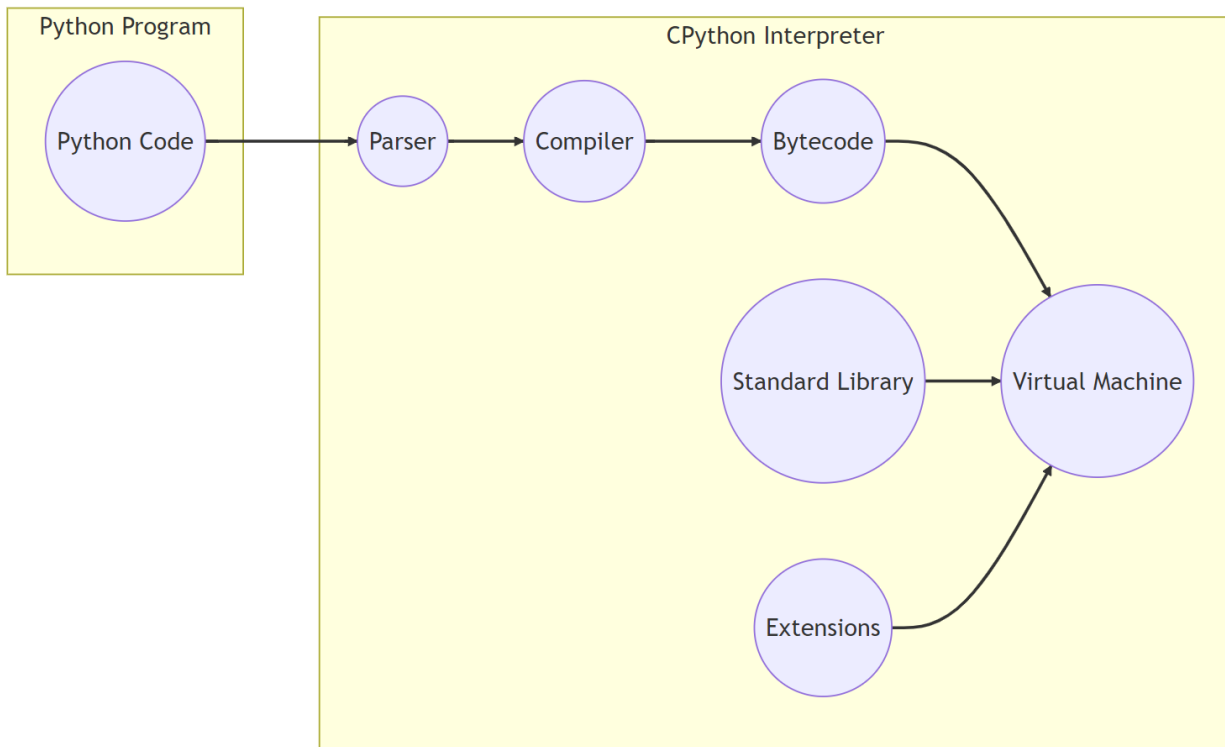 Python Program
CPython Interpreter
Python Code
Parser
Compiler
Bytecode
Standard Library
Virtual Machine
Extensions